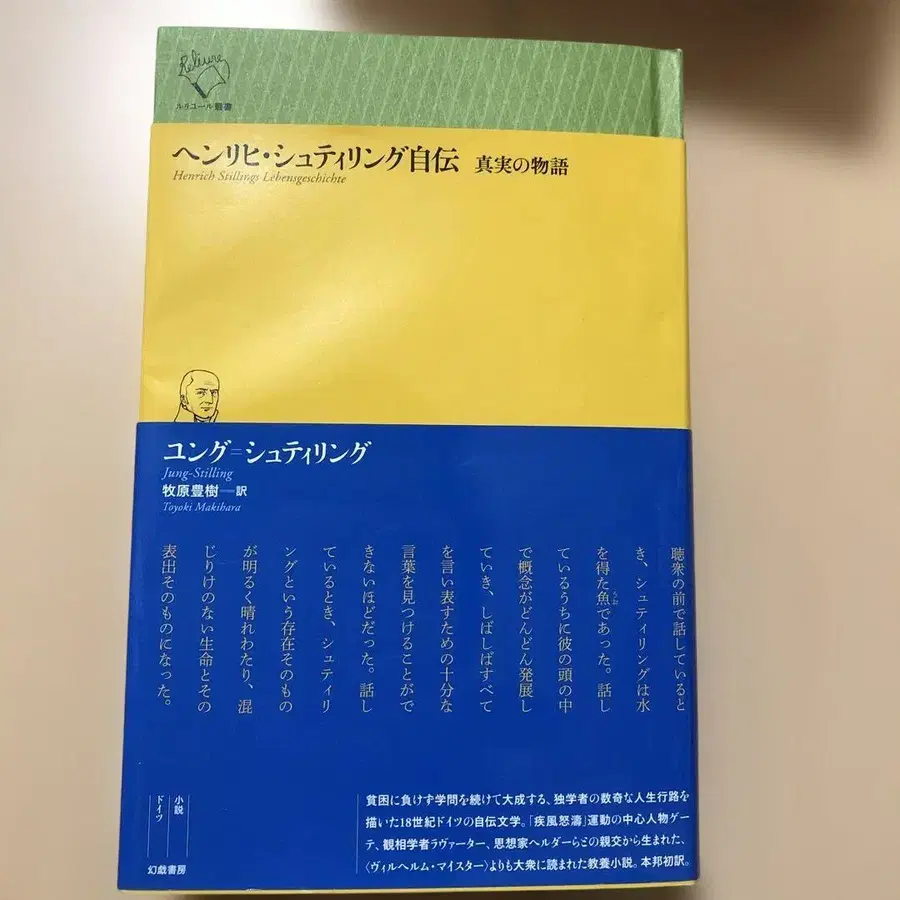 Reliure
ルリユール叢書
ヘンリヒ・シュティリング自伝 真実の物語
Henrich Stillings Lebensgeschichte
ユング＝シュティリング
Jung-Stilling
牧原豊樹──訳
Toyoki Makihara
聴衆の前で話していると
き、シュティリングは水
を得た魚であった。話し
ているうちに彼の頭の中
で概念がどんどん発展し
ていき、しばしばすべて
を言い表すための十分な
言葉を見つけることがで
きないほどだった。話し
ているとき、シュティリ
ングという存在そのもの
が明るく晴れわたり、混
じりけのない生命とその
表出そのものになった。
小説
ドイツ
幻戯書房
貧困に負けず学問を続けて大成する、独学者の数奇な人生行路を
描いた18世紀ドイツの自伝文学。「疾風怒濤」運動の中心人物ゲー
テ、観相学者ラヴァーター、思想家ヘルダーらとの親交から生まれた、
〈ヴィルヘルム・マイスター〉よりも大衆に読まれた教養小説。本邦初訳。